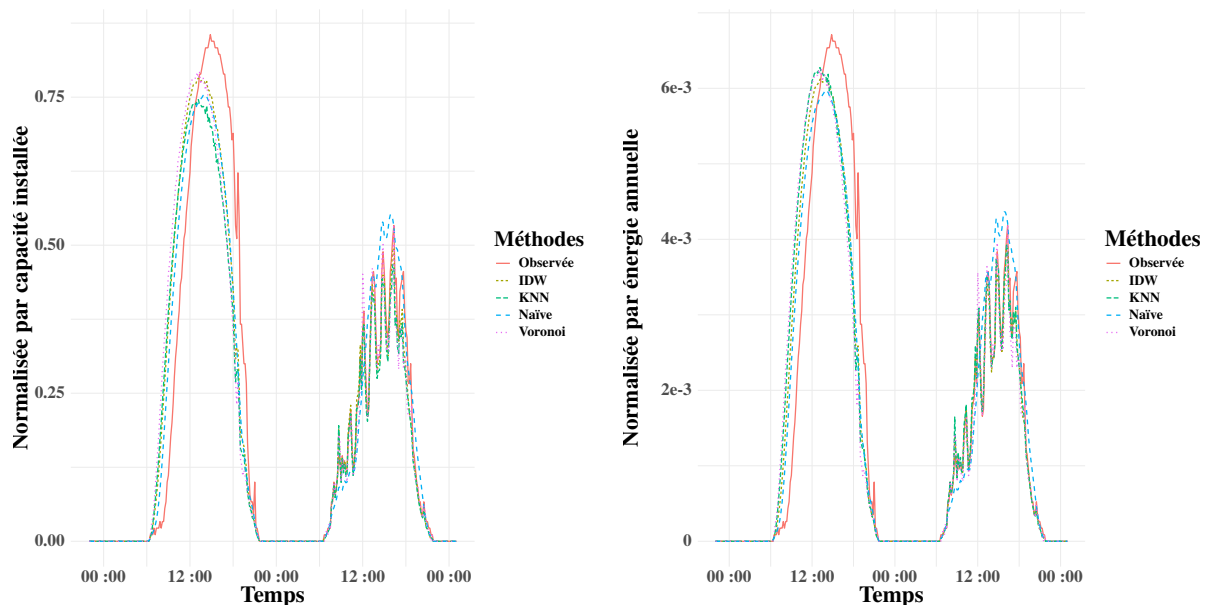 Normalisée par capacité installée
0.75
0.50
0.25
0.00
00 :00
12 :00
00 :00
12 :00
00 :00
Temps
Méthodes
Observée
IDW
KNN
Naïve
Voronoi
Normalisée par énergie annuelle
6e-3
4e-3
2e-3
0
00 :00
12 :00
00 :00
12 :00
00 :00
Temps
Méthodes
Observée
IDW
KNN
Naïve
Voronoi